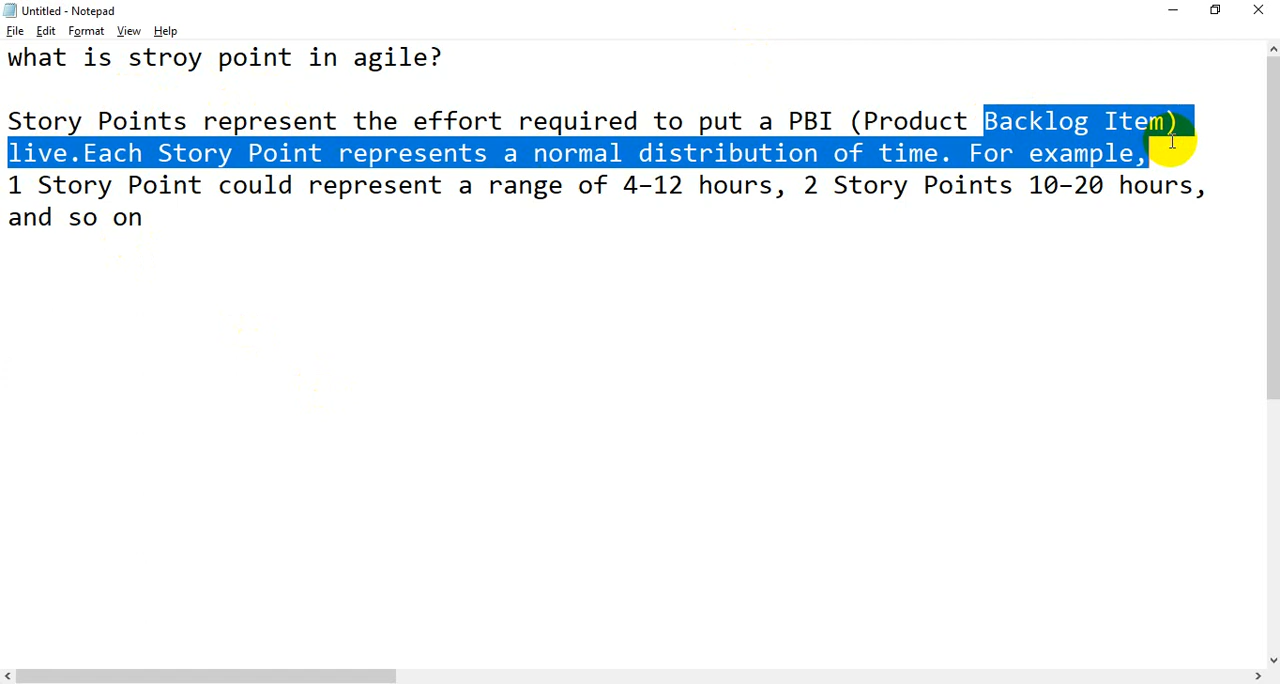 Untitled - Notepad
File Edit Format View Help
what is stroy point in agile?
Story Points represent the effort required to put a PBI (Product Backlog Item)
live.Each Story Point represents a normal distribution of time. For example,
1 Story Point could represent a range of 4–12 hours, 2 Story Points 10–20 hours,
and so on